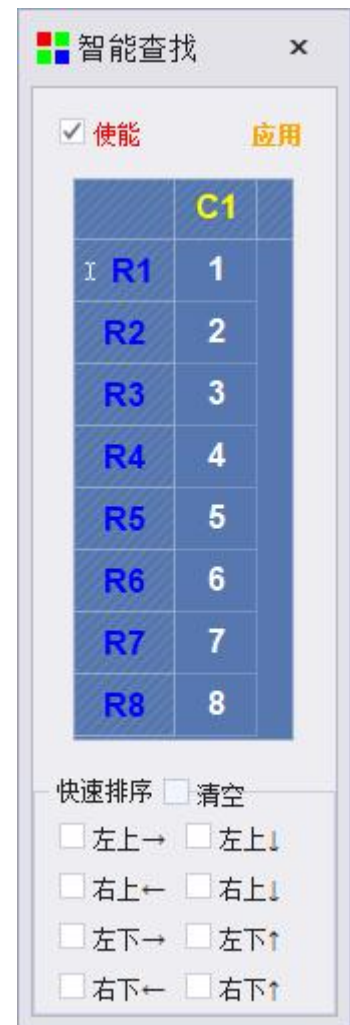 智能查找 ×
使能 应用
C1
R1 1
R2 2
R3 3
R4 4
R5 5
R6 6
R7 7
R8 8
快速排序 清空
左上→ 左上↓
右上← 右上↓
左下→ 左下↑
右下← 右下↑